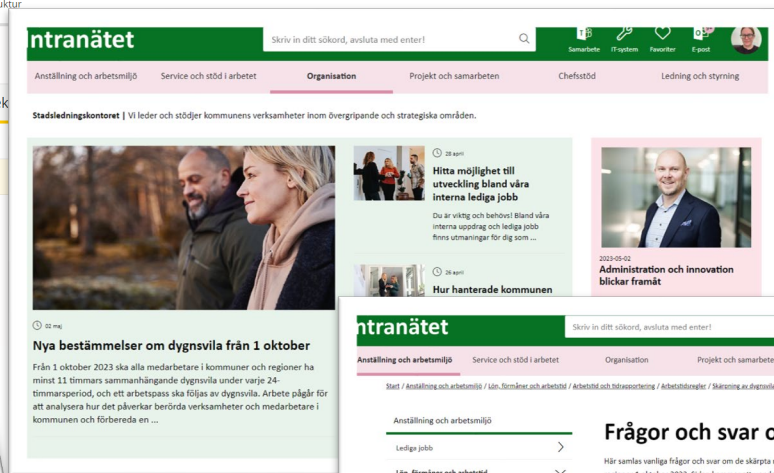 uktur
Intranätet
Skriv in ditt sökord, avsluta med enter!
Samarbete IT-system Favoriter E-post
Anställning och arbetsmiljö Service och stöd i arbetet Organisation Projekt och samarbeten Chefsstöd Ledning och styrning
Stadsledningskontoret | Vi leder och stödjer kommunens verksamheter inom övergripande och strategiska områden.
02 maj
Nya bestämmelser om dygnsvila från 1 oktober
Från 1 oktober 2023 ska alla medarbetare i kommuner och regioner ha
minst 11 timmars sammanhängande dygnsvila under varje 24-
timmarsperiod, och ett arbetspass ska följas av dygnsvila. Arbete pågår för
att analysera hur det påverkar berörda verksamheter och medarbetare i
kommunen och förbereda en ...
28 april
Hitta möjlighet till
utveckling bland våra
interna lediga jobb
Du är viktig och behövs! Bland våra
interna uppdrag och lediga jobb
finns utmaningar för dig som ...
26 april
Hur hanterade kommunen
2023-05-02
Administration och innovation
blickar framåt
ntranätet
Skriv in ditt sökord, avsluta med enter!
Anställning och arbetsmiljö Service och stöd i arbetet Organisation Projekt och samarbete
Start / Anställning och arbetsmiljö / Lön, förmåner och arbetstid / Arbetstid och tidrapportering / Arbetstidsregler / Skärpning av dygnsvila
Anställning och arbetsmiljö
Lediga jobb
Lön, förmåner och arbetstid
Frågor och svar o
Här samlas vanliga frågor och svar om de skärpta